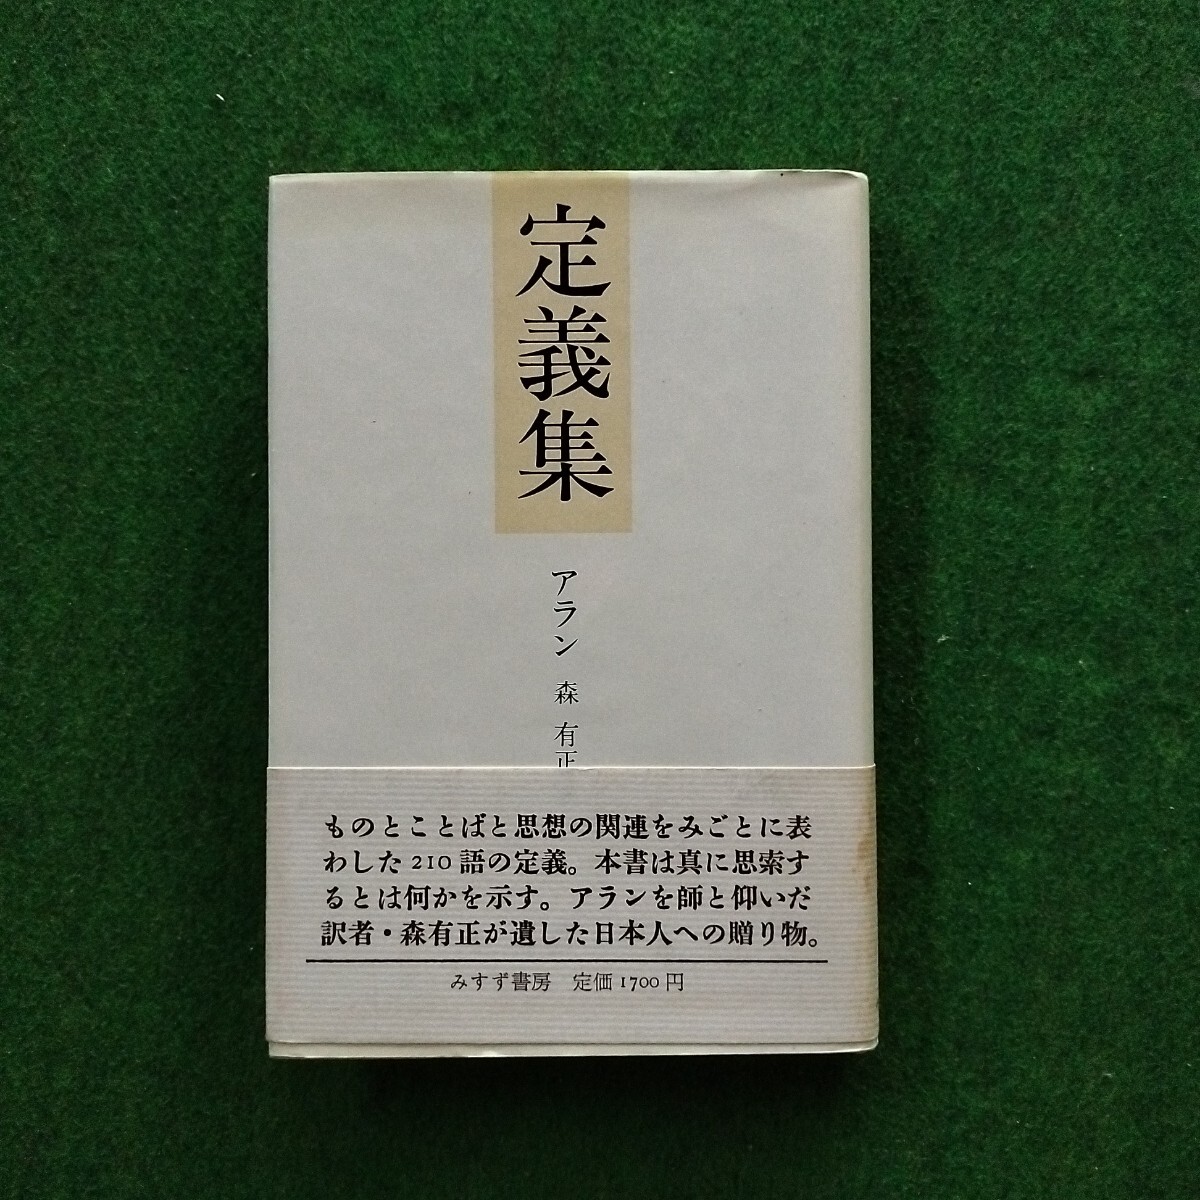 定義集
アラン 森 有正
ものとことばと思想の関連をみごとに表
わした210語の定義。本書は真に思索す
るとは何かを示す。アランを師と仰いだ
訳者・森有正が遺した日本人への贈り物。
みすず書房 定価1700円